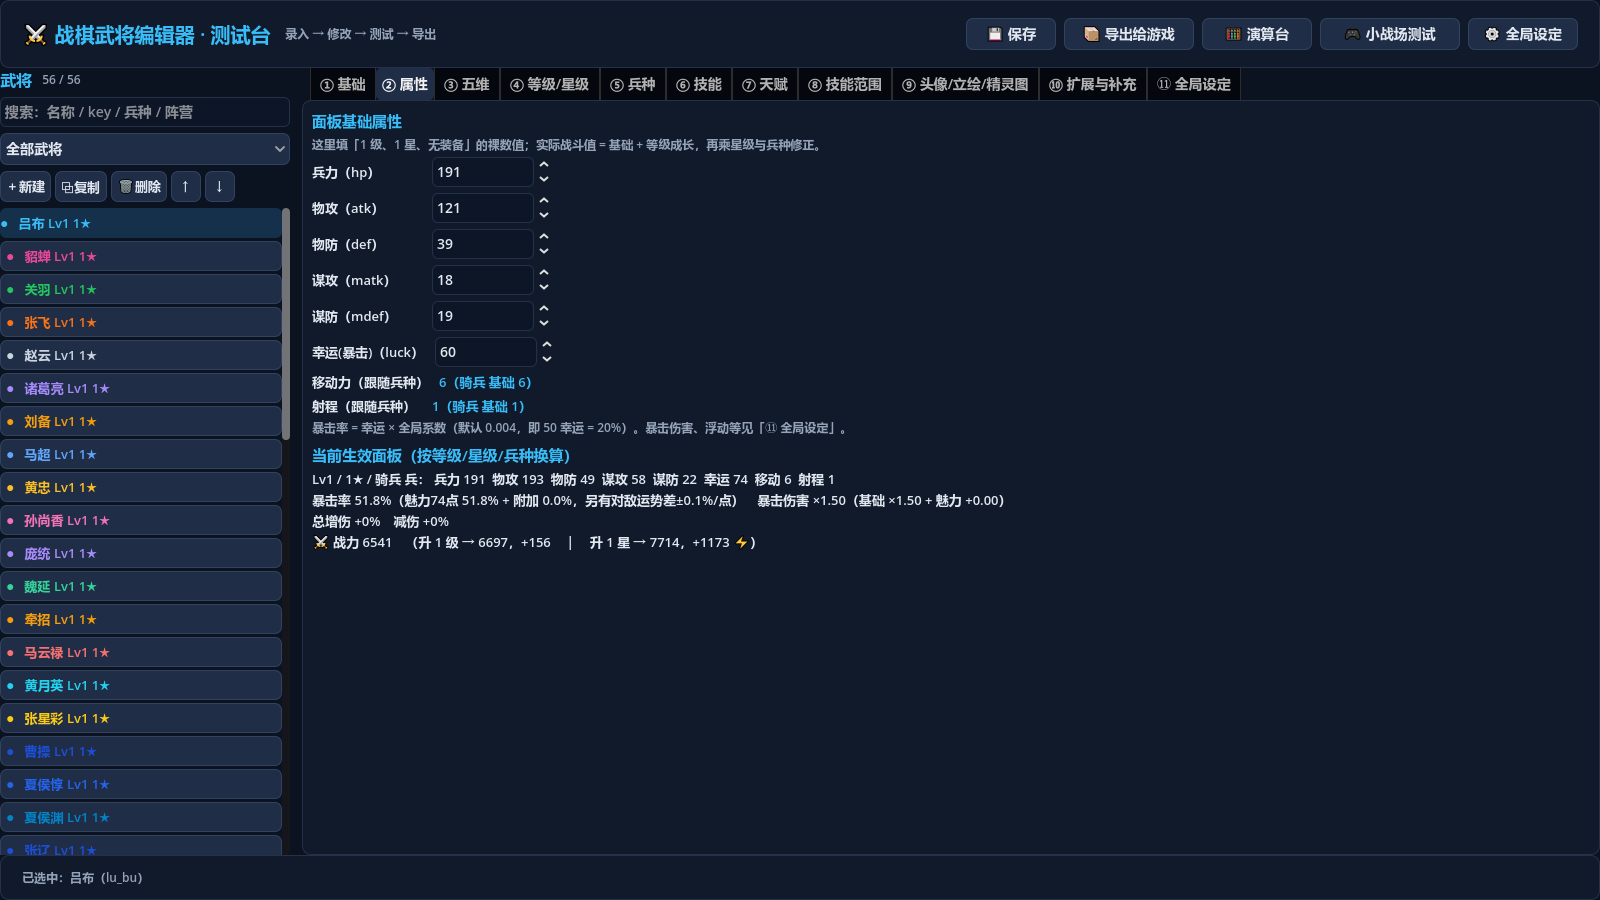 ⚔ 战棋武将编辑器 · 测试台 录入 → 修改 → 测试 → 导出
💾 保存 📦 导出给游戏 🧮 演算台 🎮 小战场测试 ⚙ 全局设定
武将 56 / 56
搜索：名称 / key / 兵种 / 阵营
全部武将
+ 新建 复制 🗑 删除 ↑ ↓
● 吕布 Lv1 1★
● 貂蝉 Lv1 1★
● 关羽 Lv1 1★
● 张飞 Lv1 1★
● 赵云 Lv1 1★
● 诸葛亮 Lv1 1★
● 刘备 Lv1 1★
● 马超 Lv1 1★
● 黄忠 Lv1 1★
● 孙尚香 Lv1 1★
● 庞统 Lv1 1★
● 魏延 Lv1 1★
● 牵招 Lv1 1★
● 马云禄 Lv1 1★
● 黄月英 Lv1 1★
● 张星彩 Lv1 1★
● 曹操 Lv1 1★
● 夏侯惇 Lv1 1★
● 夏侯渊 Lv1 1★
● 张辽 Lv1 1★
① 基础 ② 属性 ③ 五维 ④ 等级/星级 ⑤ 兵种 ⑥ 技能 ⑦ 天赋 ⑧ 技能范围 ⑨ 头像/立绘/精灵图 ⑩ 扩展与补充 ⑪ 全局设定
面板基础属性
这里填「1 级、1 星、无装备」的裸数值；实际战斗值 = 基础 + 等级成长，再乘星级与兵种修正。
兵力（hp） 191
物攻（atk） 121
物防（def） 39
谋攻（matk） 18
谋防（mdef） 19
幸运(暴击)（luck） 60
移动力（跟随兵种） 6（骑兵 基础 6）
射程（跟随兵种） 1（骑兵 基础 1）
暴击率 = 幸运 × 全局系数（默认 0.004，即 50 幸运 = 20%）。暴击伤害、浮动等见「⑪ 全局设定」。
当前生效面板（按等级/星级/兵种换算）
Lv1 / 1★ / 骑兵 兵： 兵力 191 物攻 193 物防 49 谋攻 58 谋防 22 幸运 74 移动 6 射程 1
暴击率 51.8%（魅力74点 51.8% + 附加 0.0%，另有对敌运势差±0.1%/点） 暴击伤害 ×1.50（基础 ×1.50 + 魅力 +0.00）
总增伤 +0% 减伤 +0%
⚔ 战力 6541 （升 1 级 → 6697，+156 | 升 1 星 → 7714，+1173 ⚡）
已选中：吕布（lu_bu）